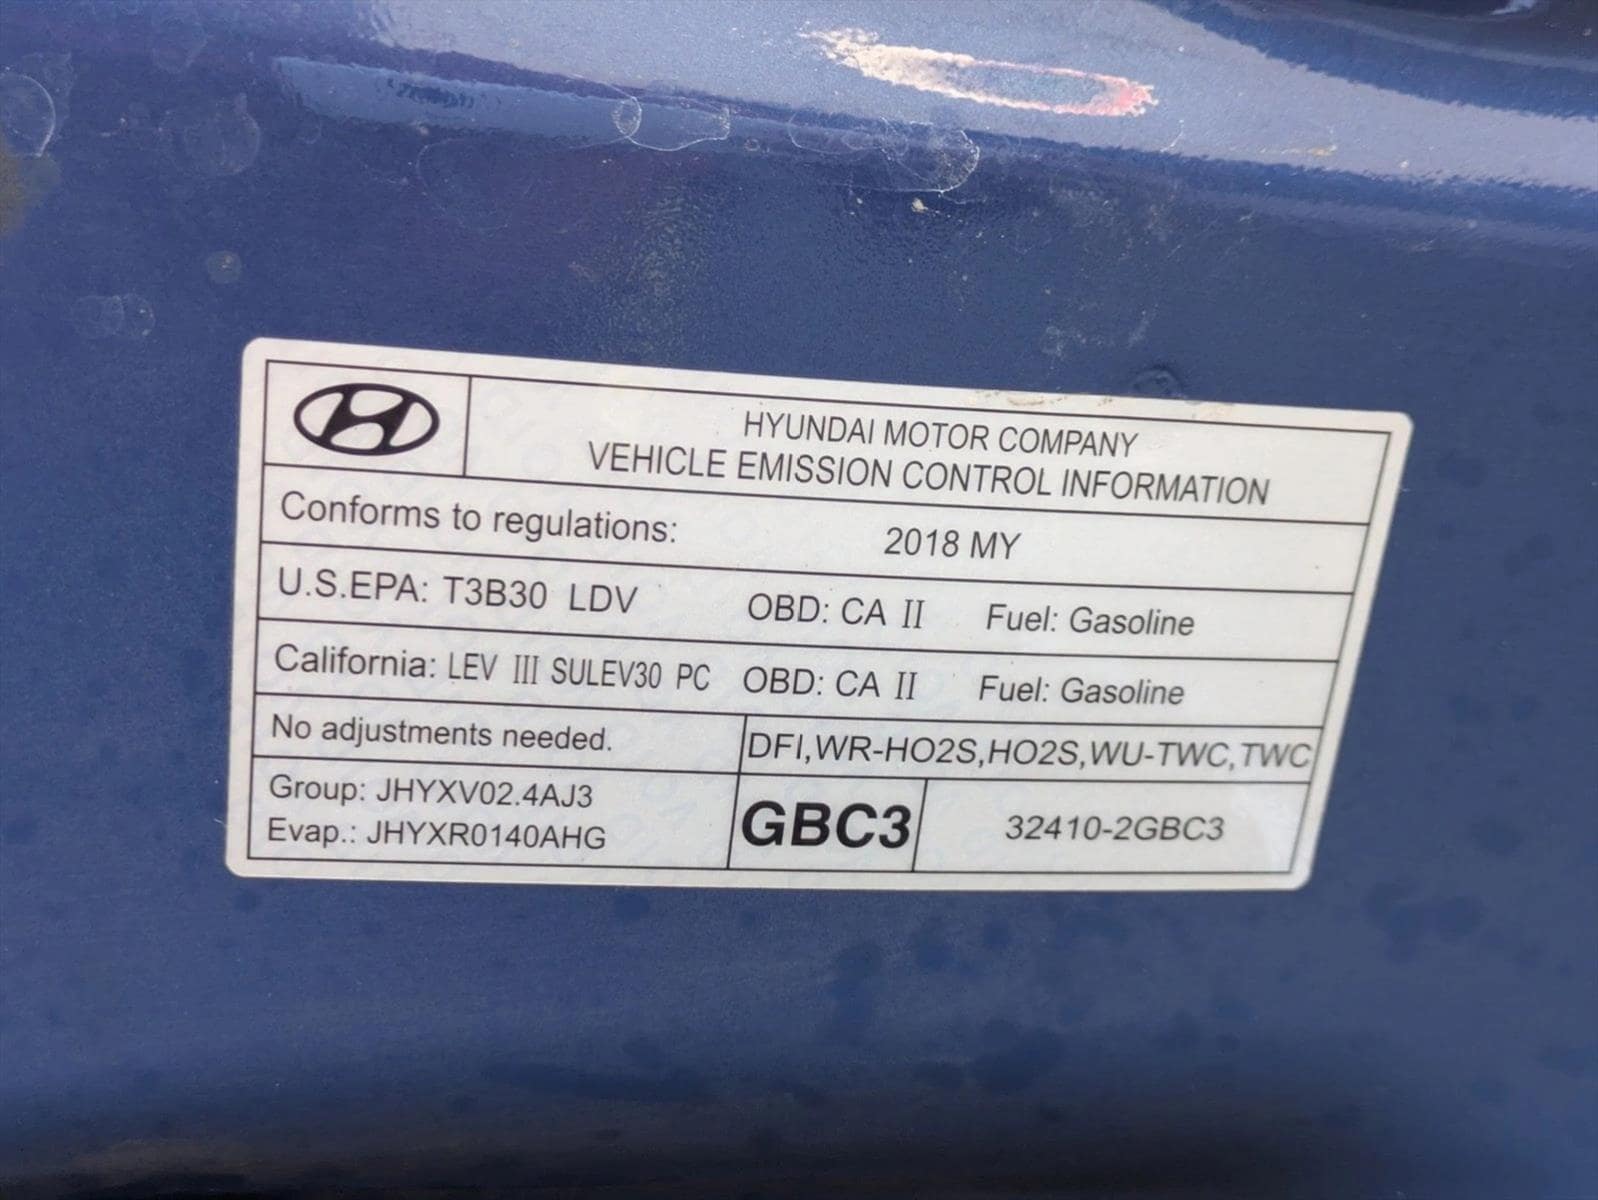 HYUNDAI MOTOR COMPANY
VEHICLE EMISSION CONTROL INFORMATION
Conforms to regulations: 2018 MY
U.S.EPA: T3B30 LDV OBD: CA II Fuel: Gasoline
California: LEV III SULEV30 PC OBD: CA II Fuel: Gasoline
No adjustments needed. DFI,WR-HO2S,HO2S,WU-TWC,TWC
Group: JHYXV02.4AJ3
Evap.: JHYXR0140AHG
GBC3 32410-2GBC3